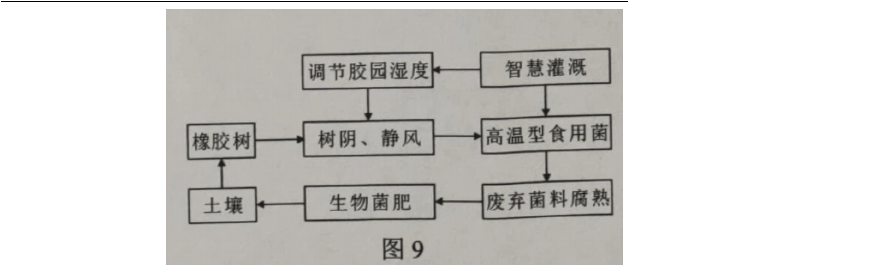 调节胶园湿度
智慧灌溉
橡胶树
树阴、静风
高温型食用菌
土壤
生物菌肥
废弃菌料腐熟
图9